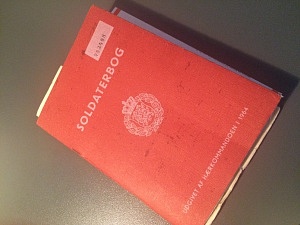 SOLDATERBOG
UDGIVET AF HÆRKOMMANDOEN I 1964